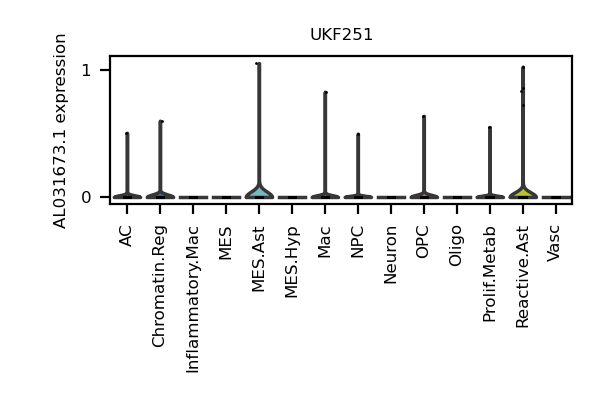 UKF251
AL031673.1 expression
1
0
AC
Chromatin.Reg
Inflammatory.Mac
MES
MES.Ast
MES.Hyp
Mac
NPC
Neuron
OPC
Oligo
Prolif.Metab
Reactive.Ast
Vasc